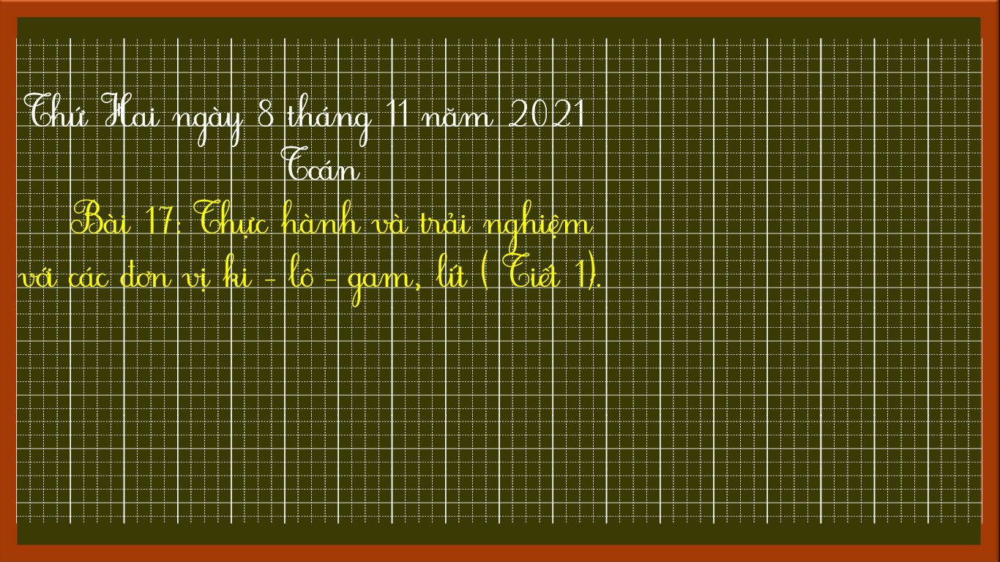 Thứ Hai ngày 8 tháng 11 năm 2021
Toán
Bài 17: Thực hành và trải nghiệm
với các đơn vị ki - lô - gam, lít ( Tiết 1).